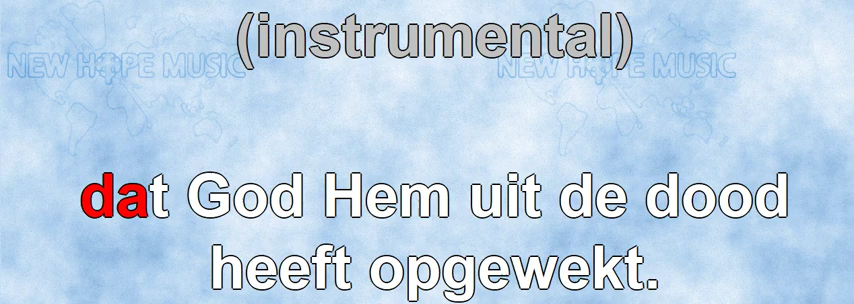 (instrumental)
NEW HOPE MUSIC NEW HOPE MUSIC
dat God Hem uit de dood
heeft opgewekt.